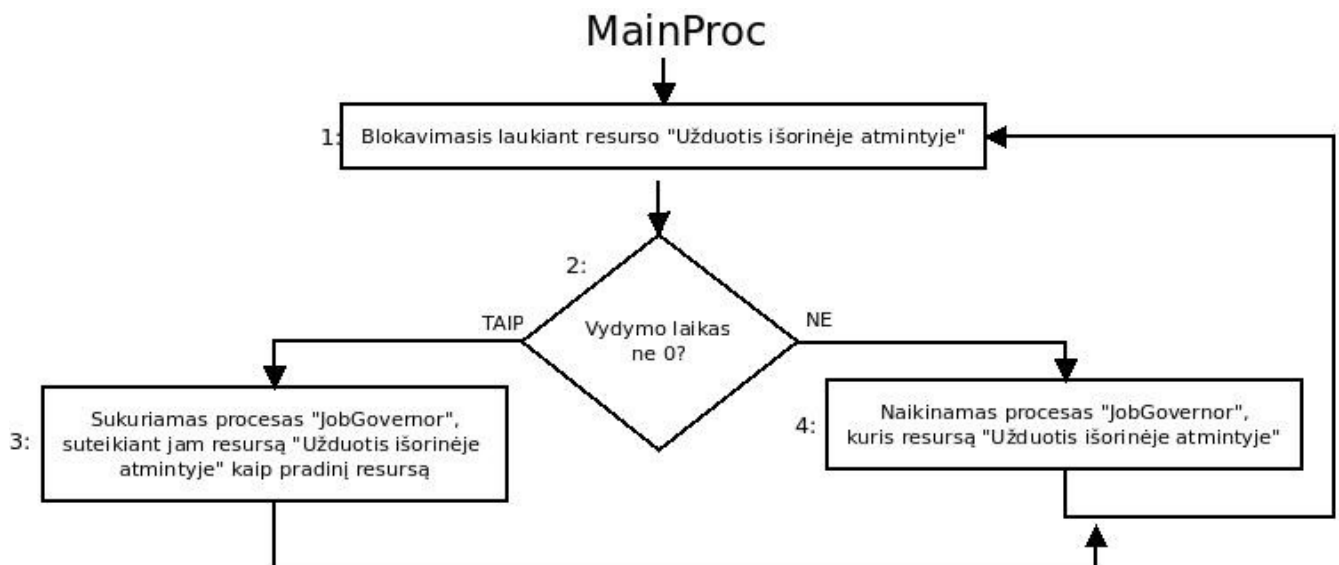 MainProc
1:
Blokavimasis laukiant resurso "Užduotis išorinėje atmintyje"
2:
Vydymo laikas
ne 0?
TAIP
NE
3:
Sukuriamas procesas "JobGovernor",
suteikiant jam resursą "Užduotis išorinėje
atmintyje" kaip pradinį resursą
4:
Naikinamas procesas "JobGovernor",
kuris resursą "Užduotis išorinėje atmintyje"